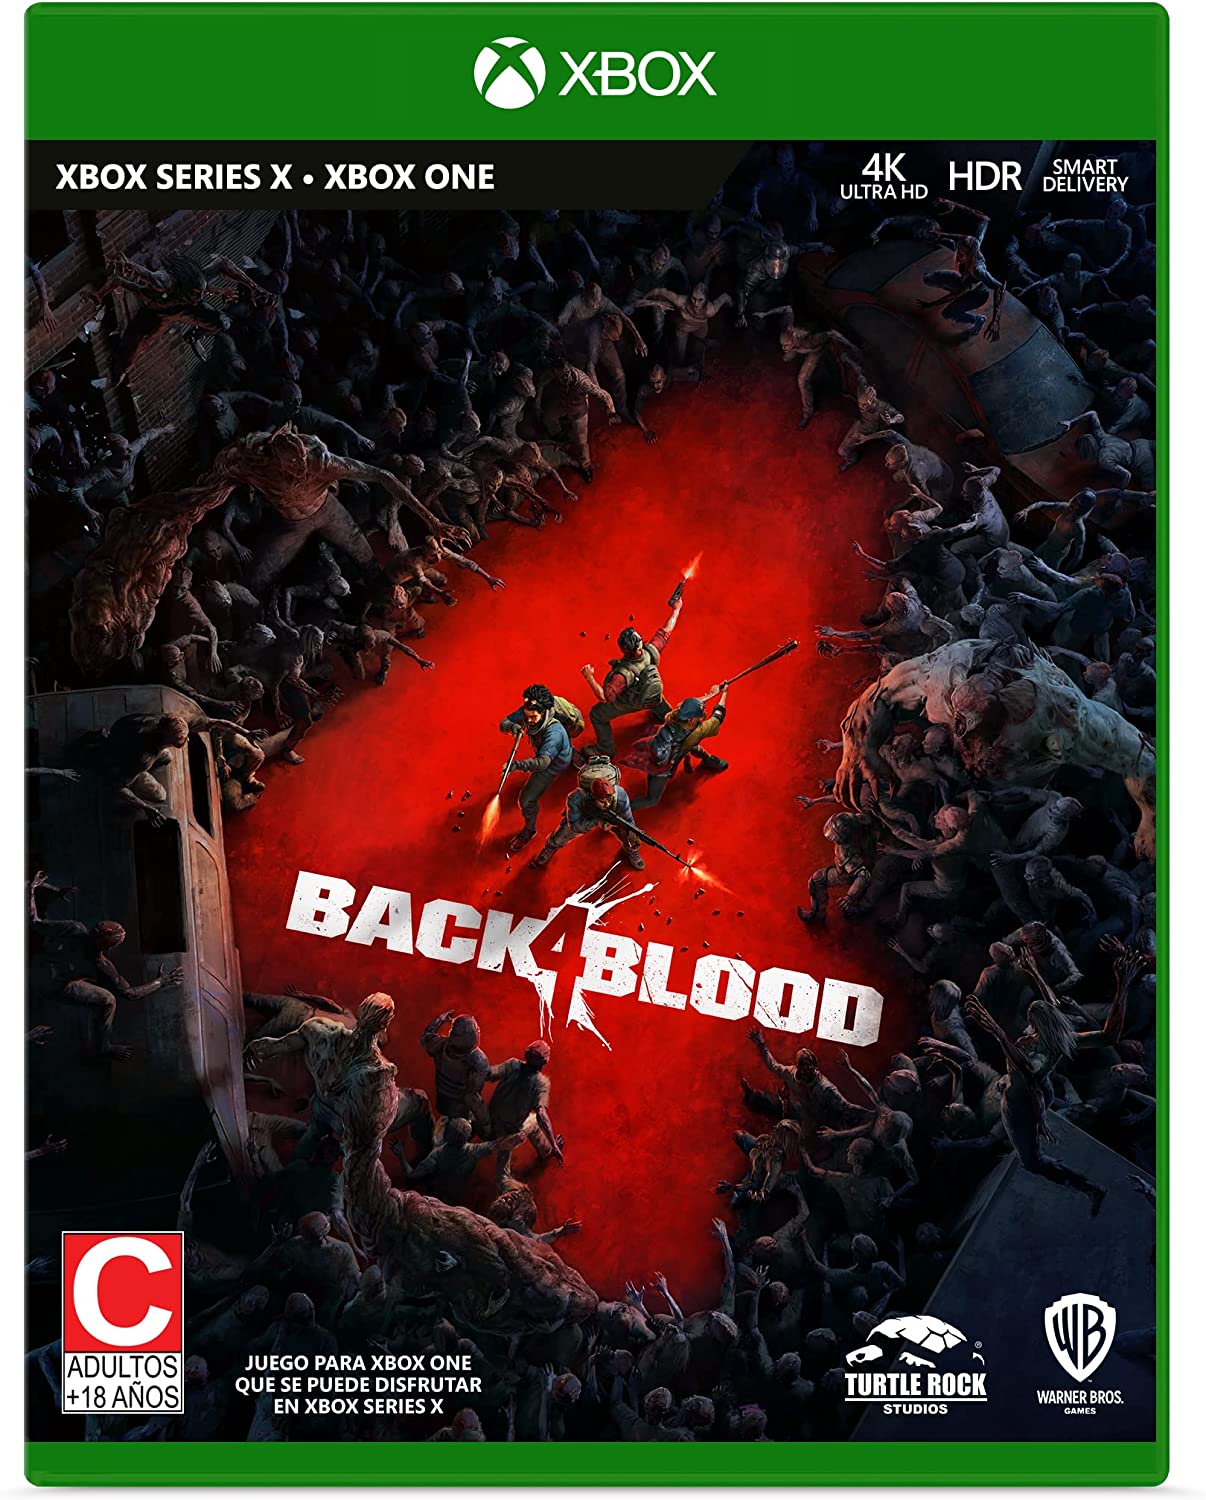 XBOX
XBOX SERIES X • XBOX ONE
4K
ULTRA HD
HDR
SMART
DELIVERY
BACK4BLOOD
C
ADULTOS
+18 AÑOS
JUEGO PARA XBOX ONE
QUE SE PUEDE DISFRUTAR
EN XBOX SERIES X
®
TURTLE ROCK
STUDIOS
WB
™
WARNER BROS.
GAMES